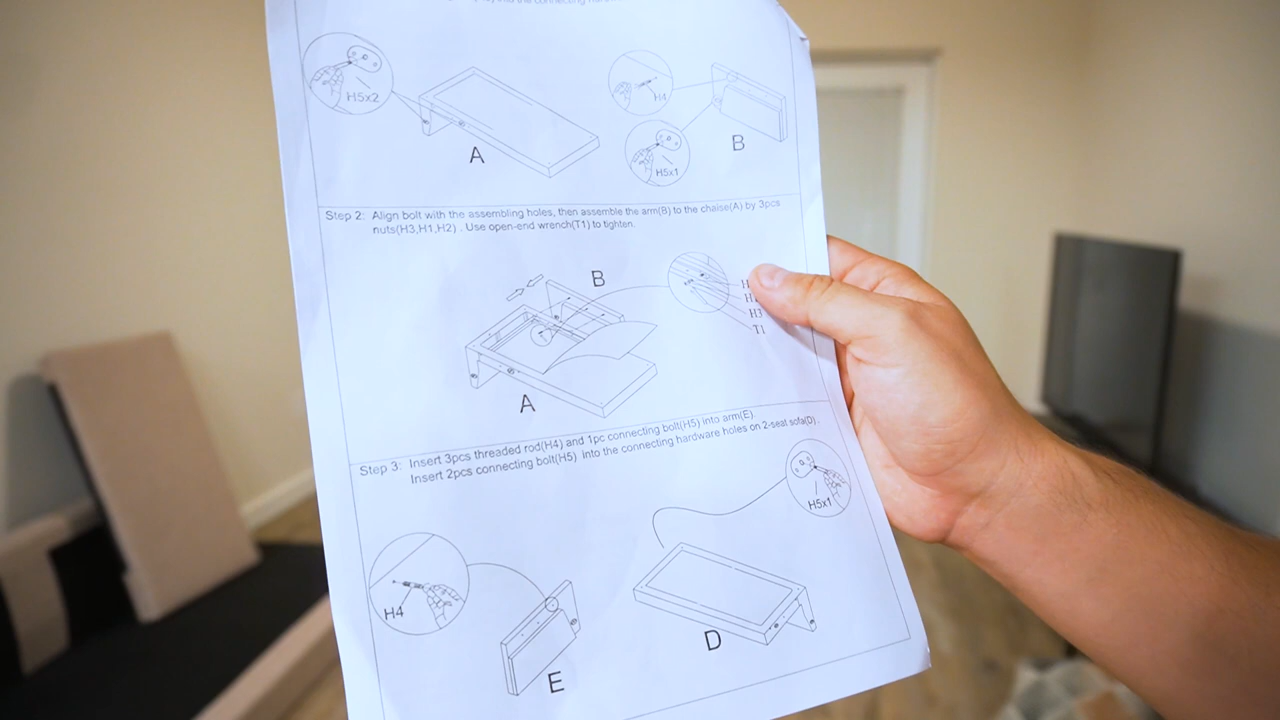 into the connecting
H5x2
H4
A
B
H5x1
Step 2: Align bolt with the assembling holes, then assemble the arm(B) to the chaise(A) by 3pcs
nuts(H3,H1,H2) . Use open-end wrench(T1) to tighten.
B
H
H
H3
T1
A
Step 3: Insert 3pcs threaded rod(H4) and 1pc connecting bolt(H5) into arm(E).
Insert 2pcs connecting bolt(H5) into the connecting hardware holes on 2-seat sofa(D).
H5x1
H4
D
E